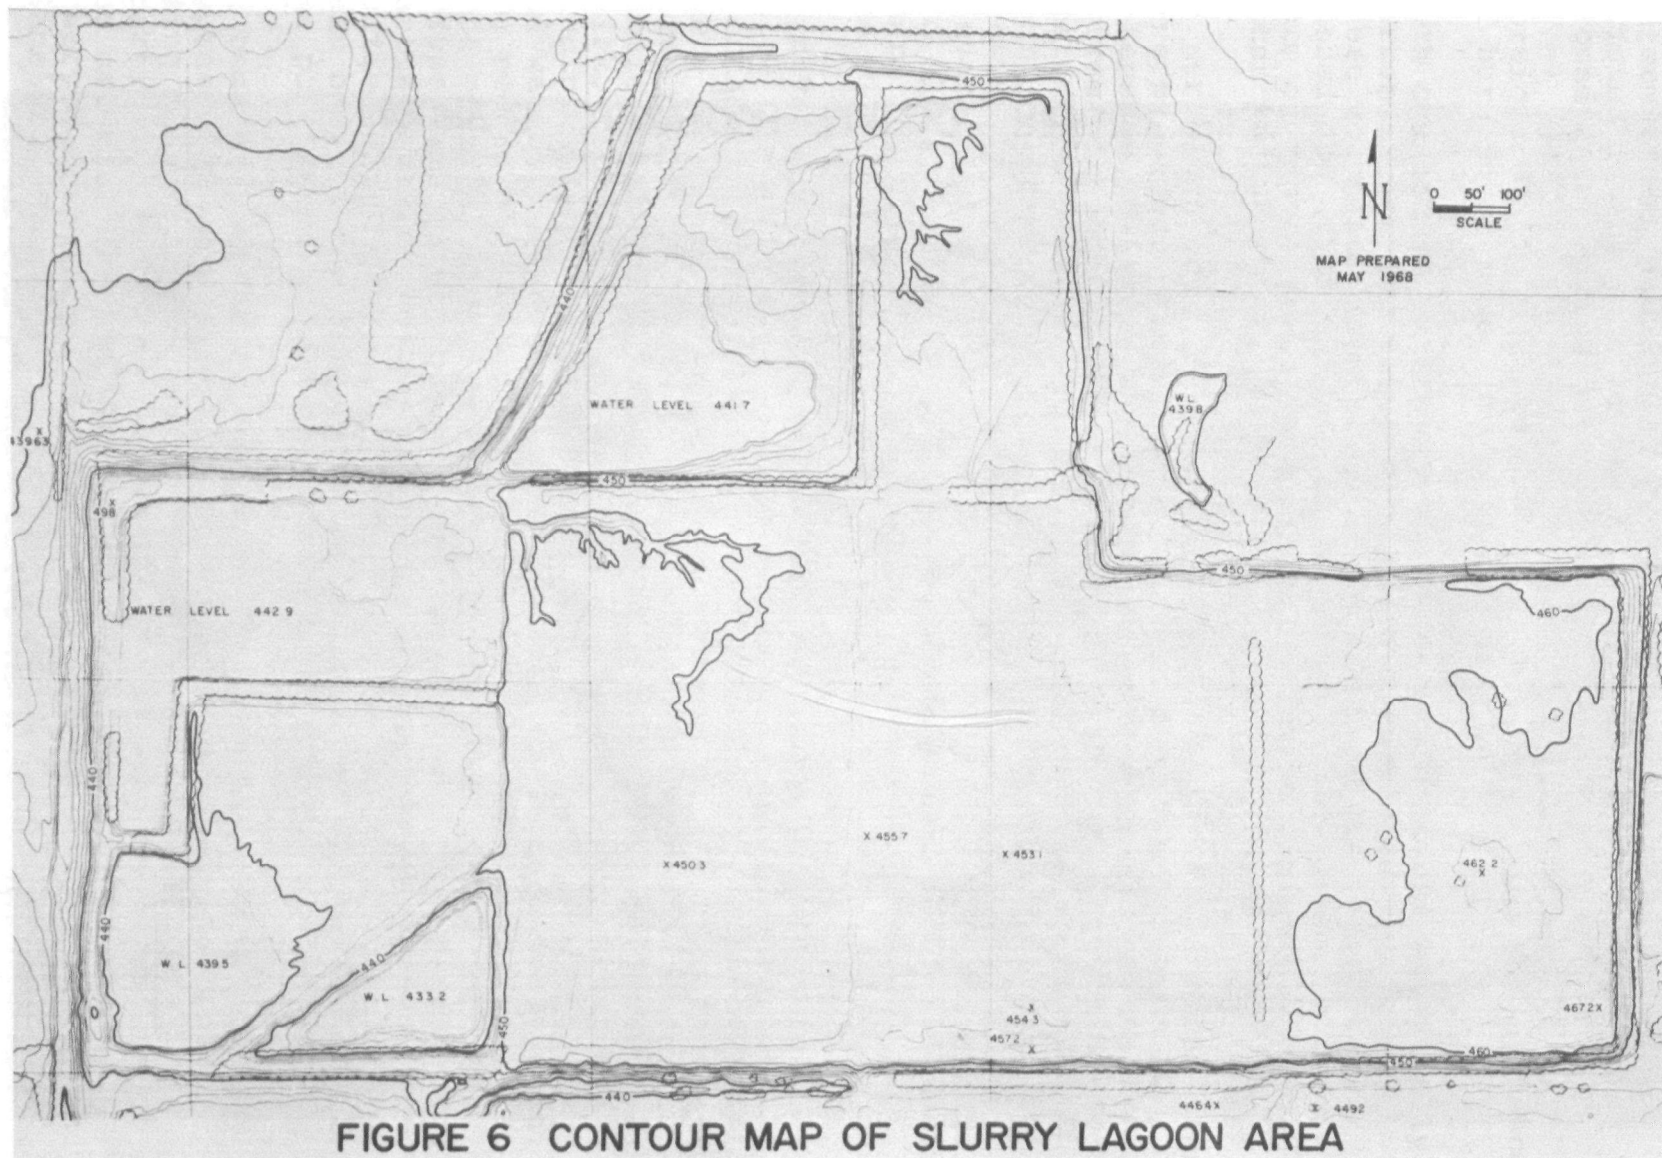 450
N
0 50' 100'
SCALE
MAP PREPARED
MAY 1968
440
WATER LEVEL 441.7
W L
439 8
43963
x
450
x
498
450
WATER LEVEL 442 9
460
440
X 455.7
X 4503
X 453.1
462 2
x
440
440
W L 439.5
W. L 433.2
450
x
454.3
457.2
x
467.2X
460
450
440
446.4X
x 449.2
FIGURE 6 CONTOUR MAP OF SLURRY LAGOON AREA